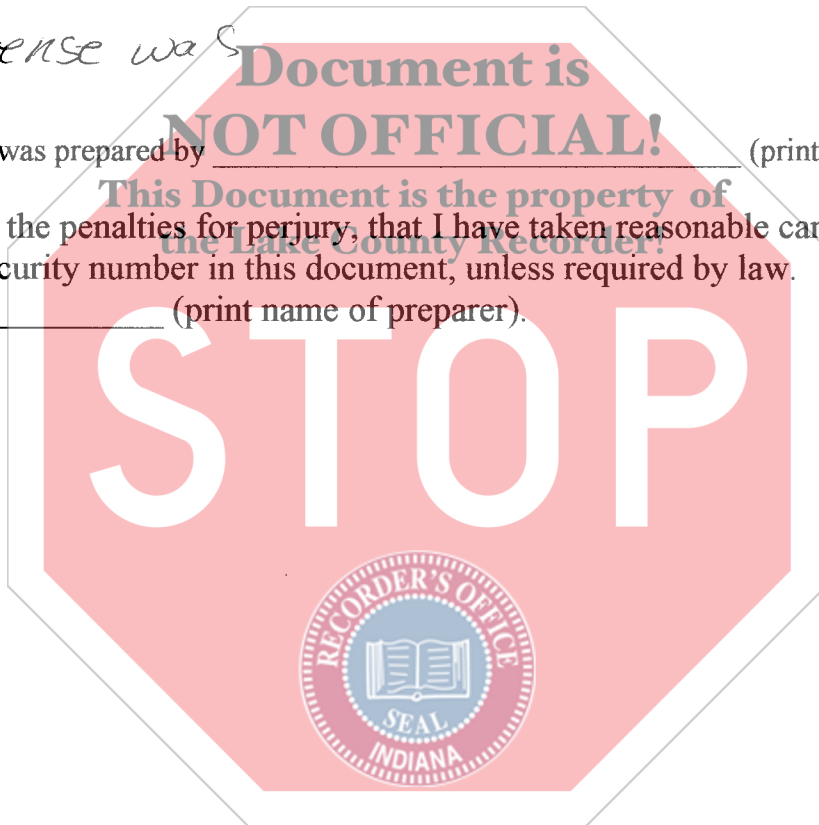 ense was
Document is
NOT OFFICIAL!
was prepared by (print
This Document is the property of
the Lake County Recorder!
the penalties for perjury, that I have taken reasonable car
curity number in this document, unless required by law.
(print name of preparer).
STOP
RECORDER'S OFFICE
SEAL
INDIANA